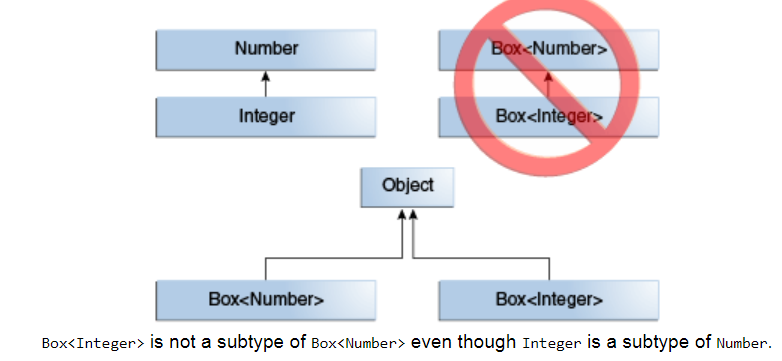 Number Box<Number>
Integer Box<Integer>
Object
Box<Number> Box<Integer>
Box<Integer> is not a subtype of Box<Number> even though Integer is a subtype of Number.